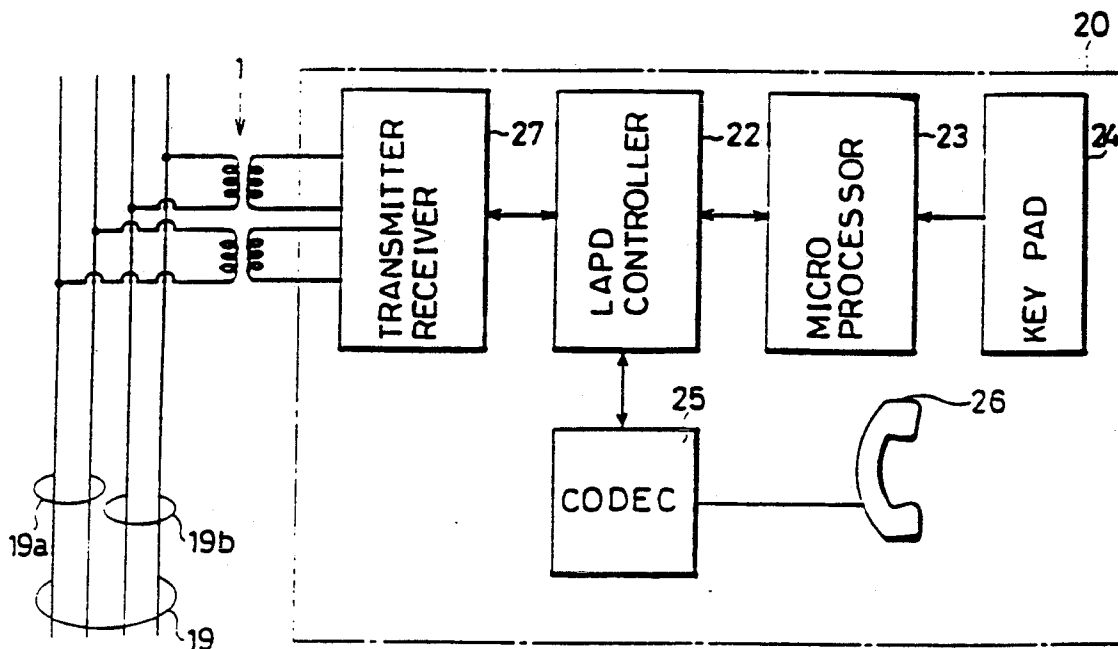 20
1
TRANSMITTER
RECEIVER
27
LAPD
CONTROLLER
22
MICRO
PROCESSOR
23
KEY PAD
24
25
CODEC
26
19a
19b
19